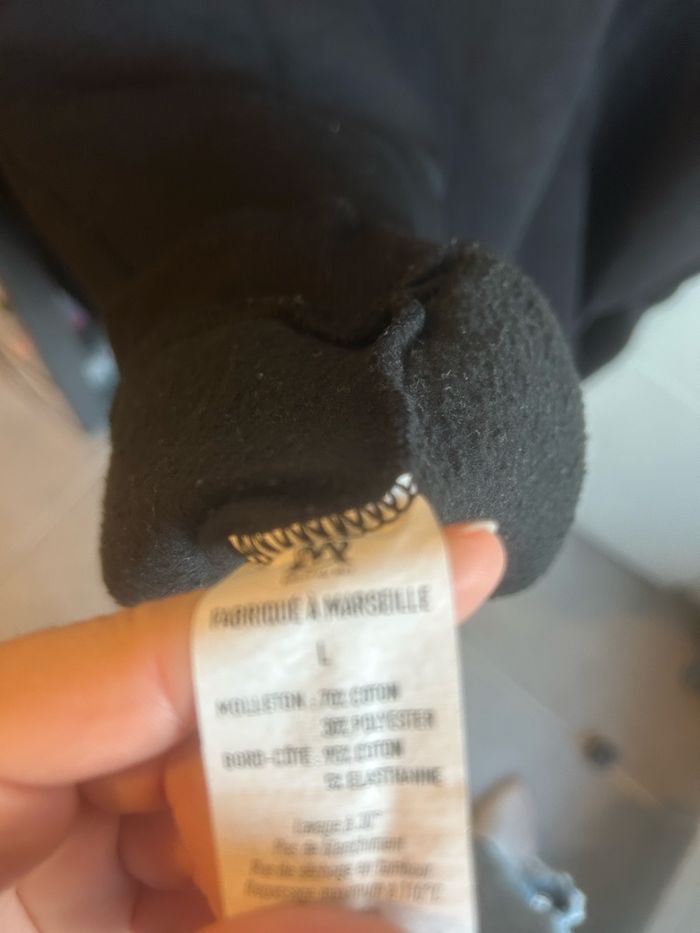 FABRIQUÉ À MARSEILLE
L
MOLLETON : 70% COTON
30% POLYESTER
BORD-CÔTE : 95% COTON
5% ELASTHANNE
Lavage à 30°
Pas de blanchiment
Pas de séchage en tambour
Repassage maximum à 110°C